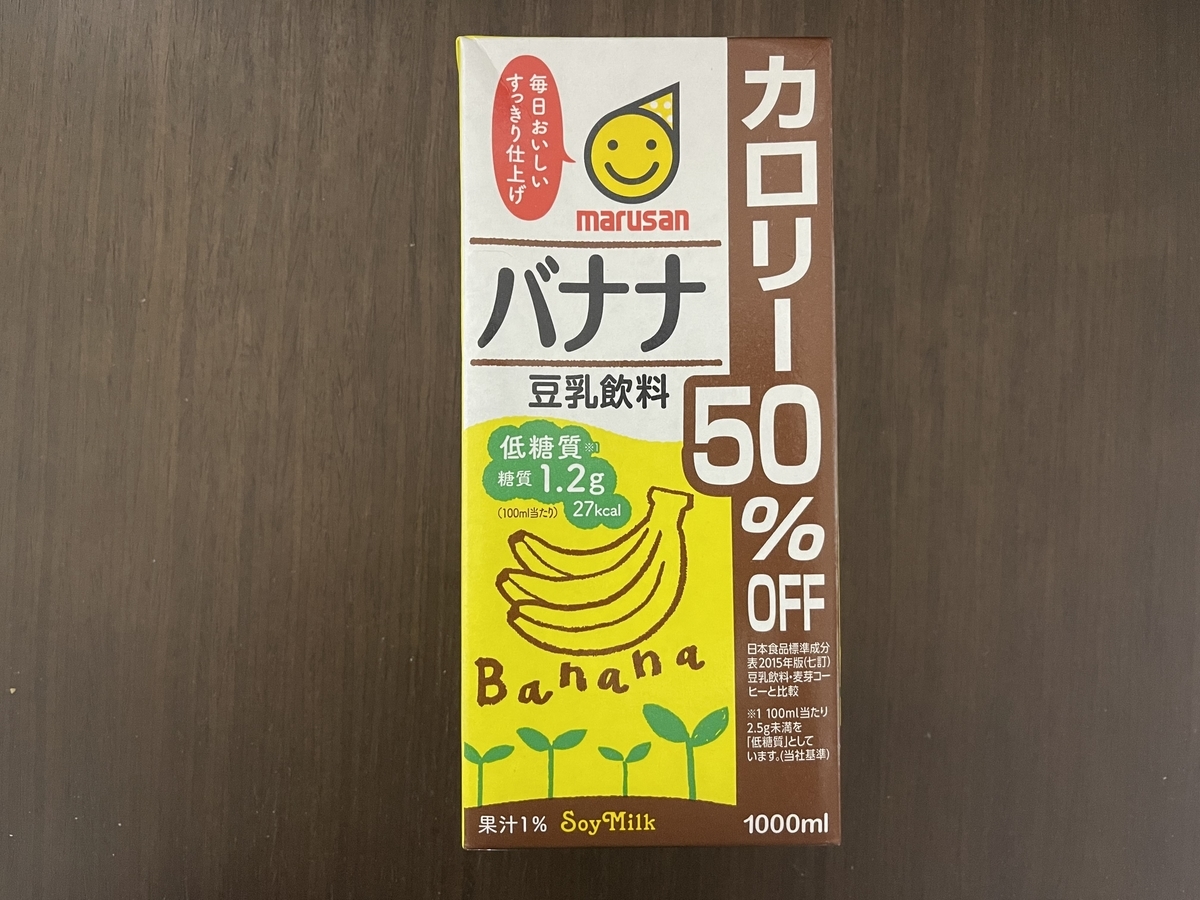 毎日おいしい
すっきり仕上げ
marusan
バナナ
豆乳飲料
低糖質※1
糖質1.2g
(100ml当たり) 27kcal
Banana
果汁1% SoyMilk
カロリー
50
%
OFF
日本食品標準成分
表2015年版(七訂)
豆乳飲料・麦芽コー
ヒーと比較
※1 100ml当たり
2.5g未満を
「低糖質」として
います。(当社基準)
1000ml